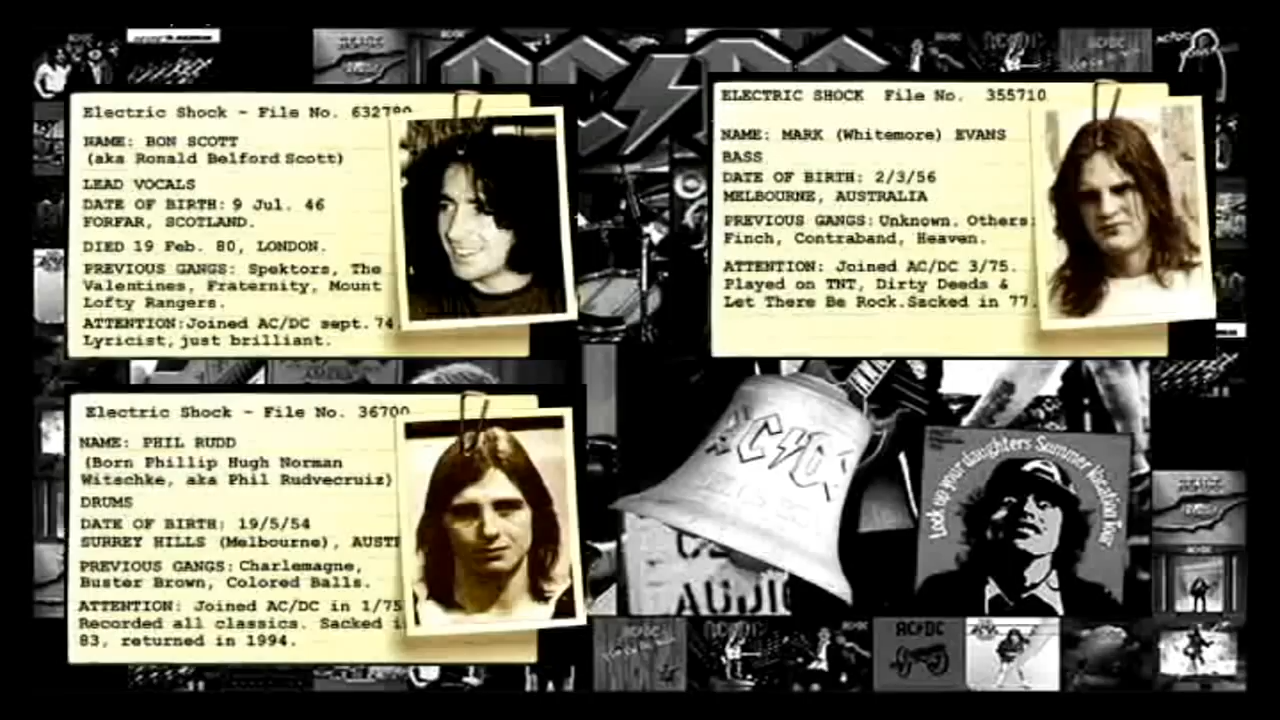 Electric Shock - File No. 632780
NAME: BON SCOTT
(aka Ronald Belford Scott)
LEAD VOCALS
DATE OF BIRTH: 9 Jul. 46
FORFAR, SCOTLAND.
DIED 19 Feb. 80, LONDON.
PREVIOUS GANGS: Spektors, The
Valentines, Fraternity, Mount
Lofty Rangers.
ATTENTION:Joined AC/DC sept. 74.
Lyricist, just brilliant.
ELECTRIC SHOCK File No. 355710
NAME: MARK (Whitemore) EVANS
BASS
DATE OF BIRTH: 2/3/56
MELBOURNE, AUSTRALIA
PREVIOUS GANGS: Unknown. Others:
Finch, Contraband, Heaven.
ATTENTION: Joined AC/DC 3/75.
Played on TNT, Dirty Deeds &
Let There Be Rock.Sacked in 77.
Electric Shock - File No. 36700
NAME: PHIL RUDD
(Born Phillip Hugh Norman
Witschke, aka Phil Rudvecruiz)
DRUMS
DATE OF BIRTH: 19/5/54
SURREY HILLS (Melbourne), AUST
PREVIOUS GANGS: Charlemagne,
Buster Brown, Colored Balls.
ATTENTION: Joined AC/DC in 1/75
Recorded all classics. Sacked i
83, returned in 1994.
AC/DC
AC/DC
Lock up your daughters Summer Vacation Tour
AC/DC